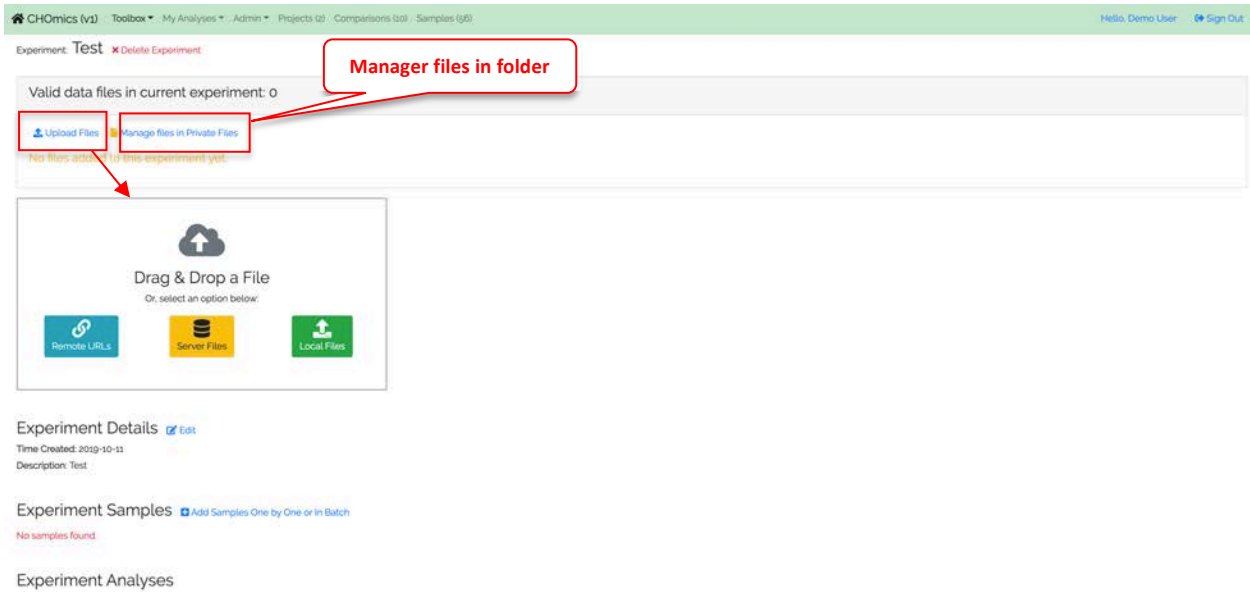 CHOmics (v1) Toolbox My Analyses Admin Projects (2) Comparisons (10) Samples (56) Hello, Demo User Sign Out
Experiment: Test × Delete Experiment
Manager files in folder
Valid data files in current experiment: 0
Upload Files Manage files in Private Files
No files added to this experiment yet.
Drag & Drop a File
Or, select an option below:
Remote URLs Server Files Local Files
Experiment Details Edit
Time Created: 2019-10-11
Description: Test
Experiment Samples Add Samples One by One or In Batch
No samples found.
Experiment Analyses